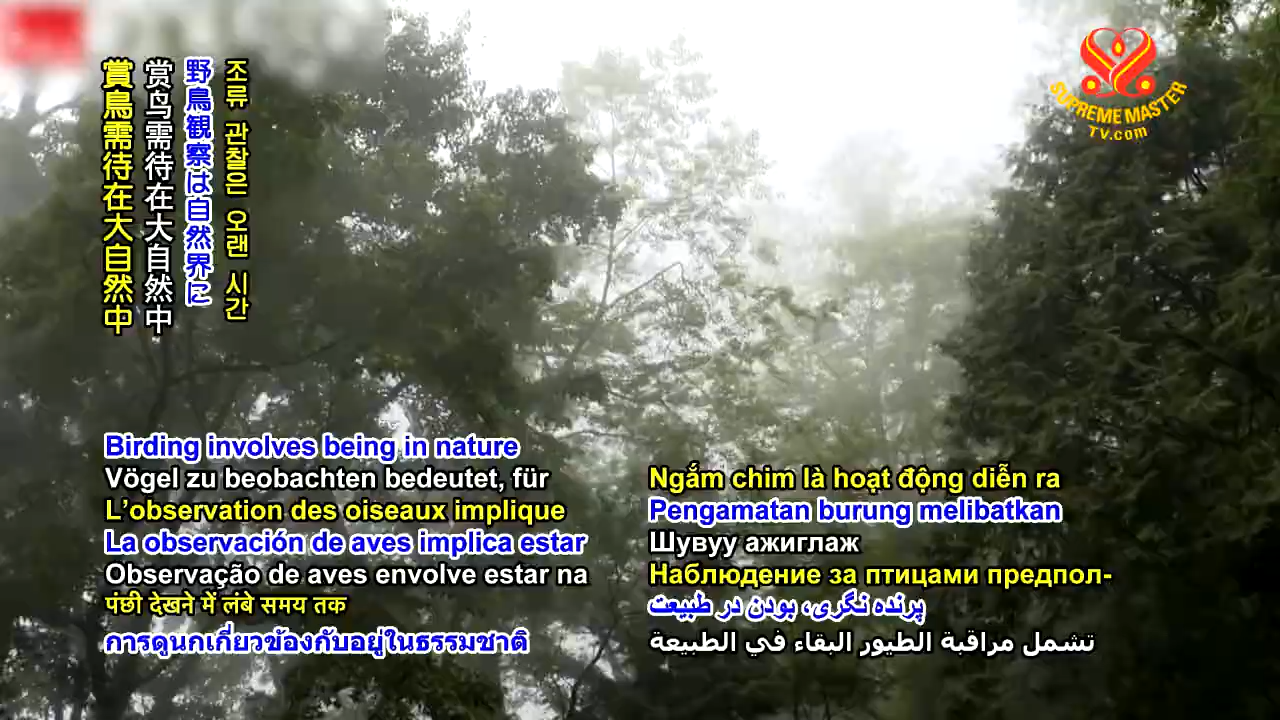 賞鳥需待在大自然中
赏鸟需待在大自然中
野鳥観察は自然界に
조류 관찰은 오랜 시간
SUPREME MASTER
TV.com
Birding involves being in nature
Vögel zu beobachten bedeutet, für
L’observation des oiseaux implique
La observación de aves implica estar
Observação de aves envolve estar na
पंछी देखने में लंबे समय तक
การดูนกเกี่ยวข้องกับอยู่ในธรรมชาติ
Ngắm chim là hoạt động diễn ra
Pengamatan burung melibatkan
Шувуу ажиглаж
Наблюдение за птицами предпол-
پرنده نگری، بودن در طبیعت
تشمل مراقبة الطيور البقاء في الطبيعة